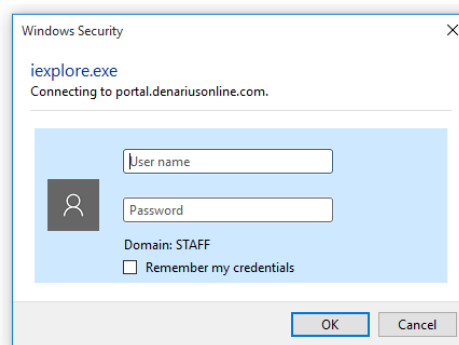 Windows Security
iexplore.exe
Connecting to portal.denariusonline.com.
User name
Password
Domain: STAFF
Remember my credentials
OK
Cancel